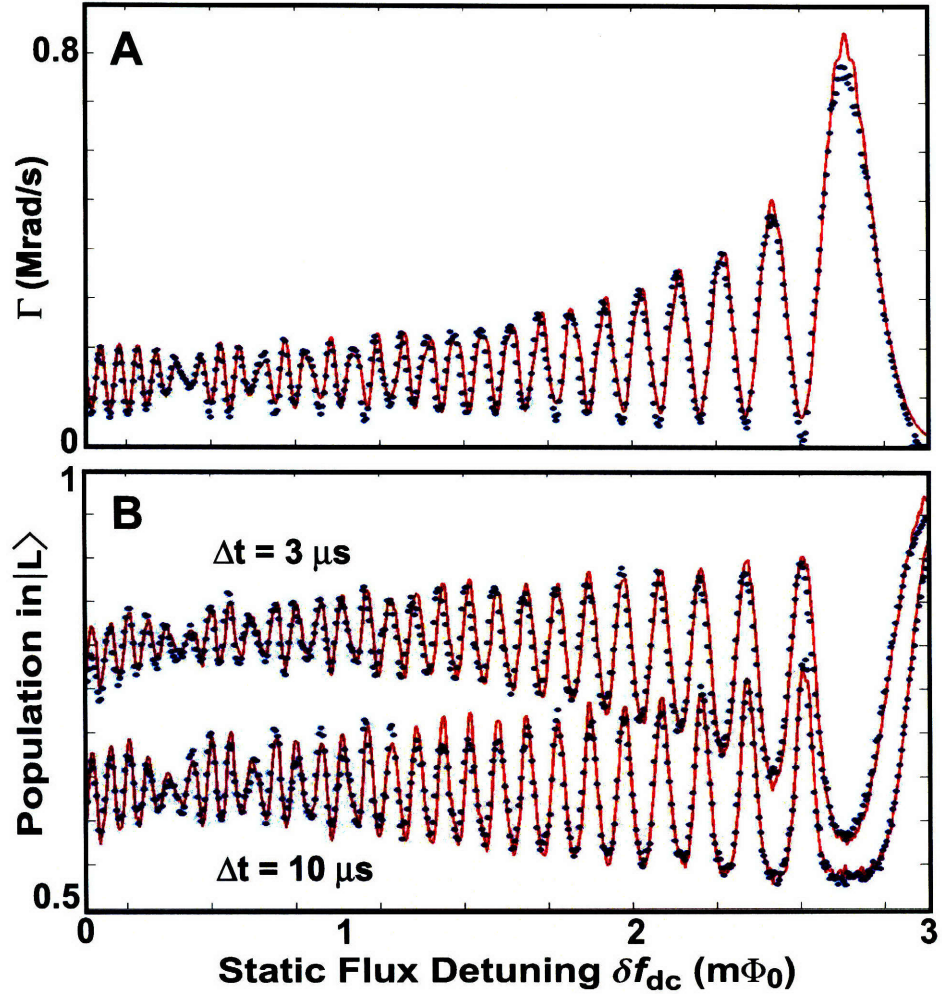 A
0.8
Γ (Mrad/s)
0
1
B
Δt = 3 μs
Population in|L⟩
Δt = 10 μs
0.5
0 1 2 3
Static Flux Detuning δf_dc (mΦ₀)